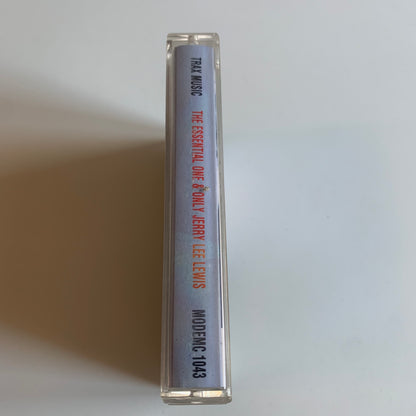 TRAX MUSIC THE ESSENTIAL ONE & ONLY JERRY LEE LEWIS MODEMC 1043